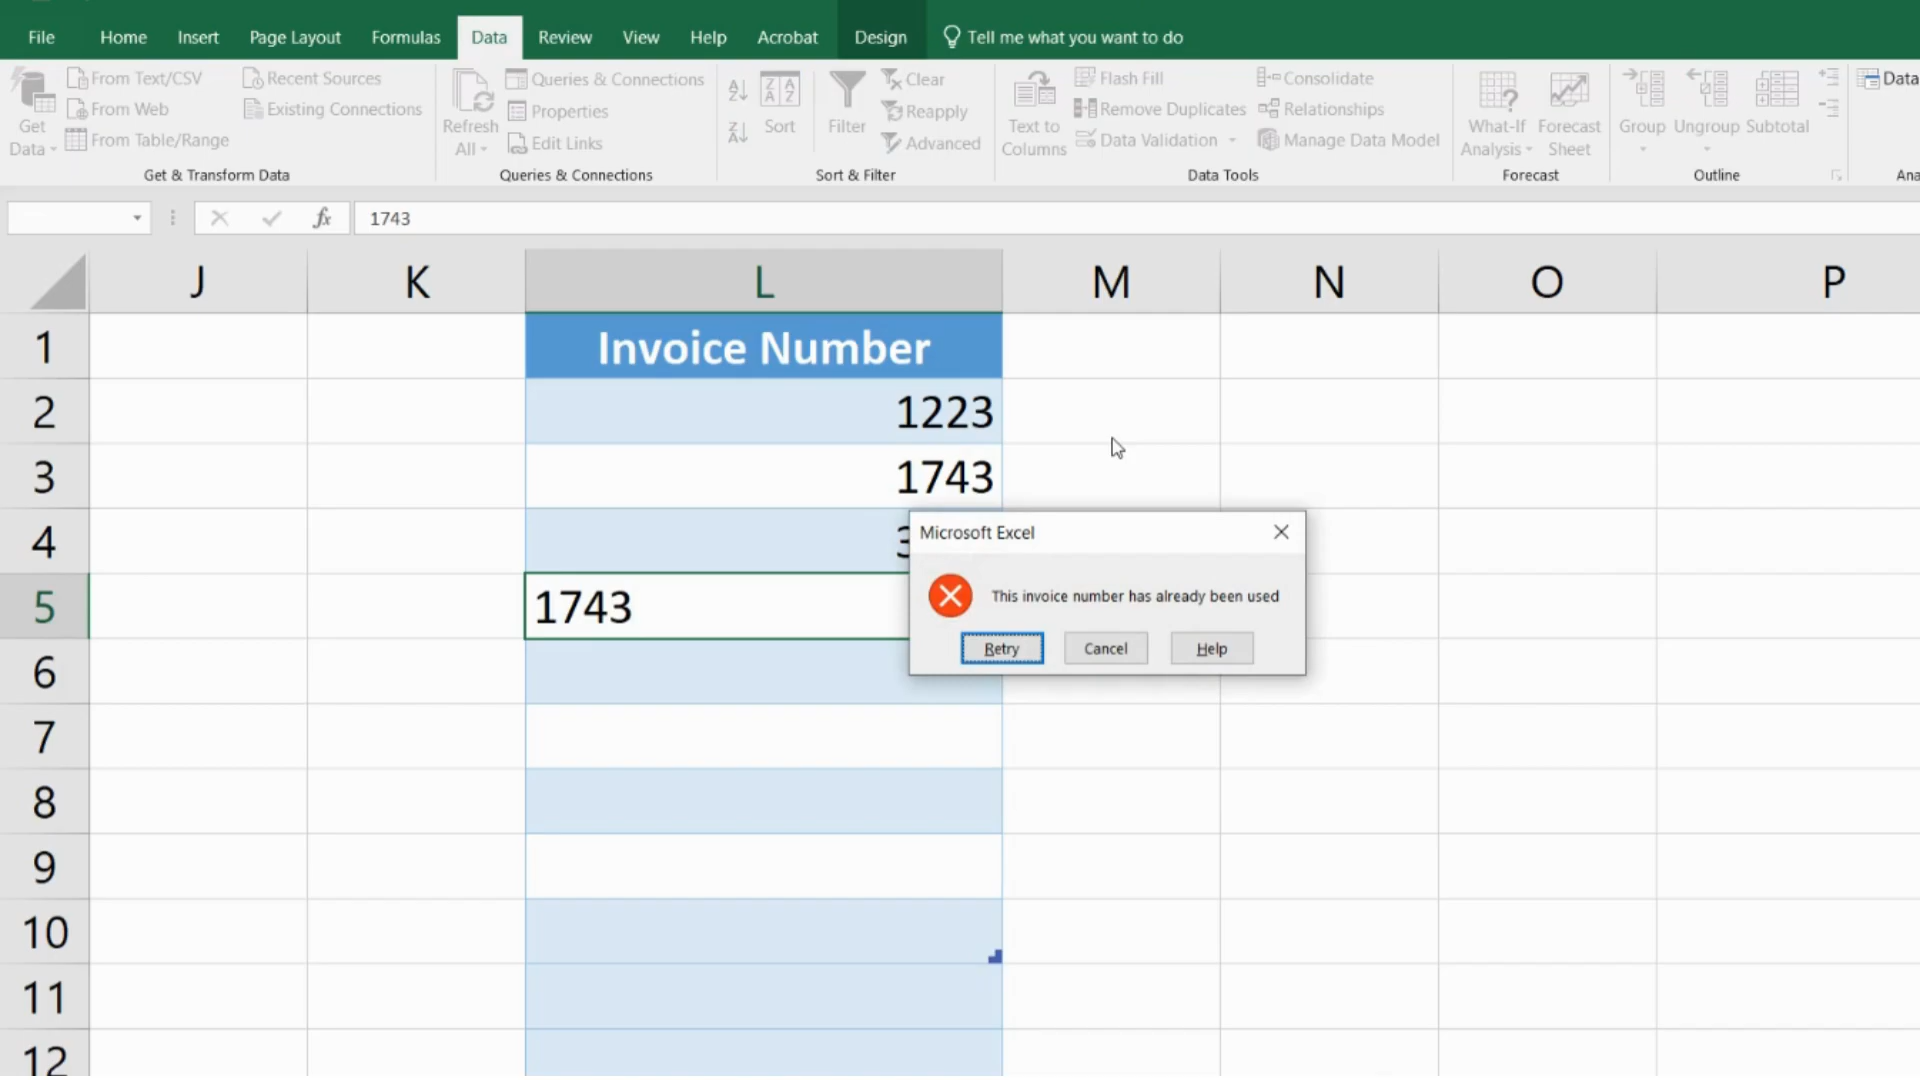 File Home Insert Page Layout Formulas Data Review View Help Acrobat Design Tell me what you want to do
Get Data
From Text/CSV
From Web
From Table/Range
Recent Sources
Existing Connections
Get & Transform Data
Refresh All
Queries & Connections
Properties
Edit Links
Queries & Connections
Sort
Filter
Clear
Reapply
Advanced
Sort & Filter
Text to Columns
Flash Fill
Remove Duplicates
Data Validation
Consolidate
Relationships
Manage Data Model
Data Tools
What-If Analysis
Forecast Sheet
Forecast
Group
Ungroup
Subtotal
Outline
Data
fx 1743
J K L M N O P
1 Invoice Number
2 1223
3 1743
4
5 1743
6
7
8
9
10
11
12
Microsoft Excel
This invoice number has already been used
Retry Cancel Help